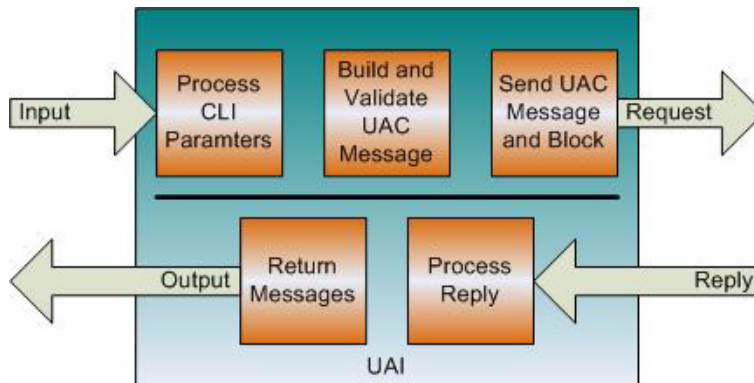 Input
Process
CLI
Paramters
Build and
Validate
UAC
Message
Send UAC
Message
and Block
Request
Output
Return
Messages
Process
Reply
Reply
UAI